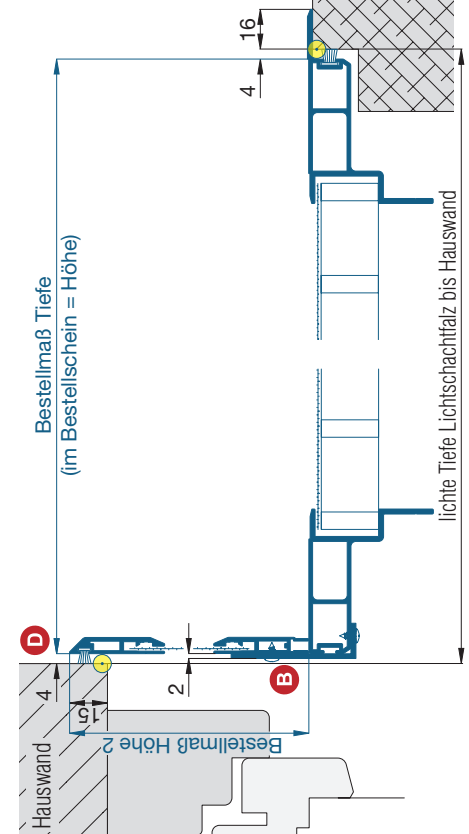 16
4
Bestellmaß Tiefe
(im Bestellschein = Höhe)
lichte Tiefe Lichtschachtfalz bis Hauswand
D
B
4
2
15
Bestellmaß Höhe 2
Hauswand